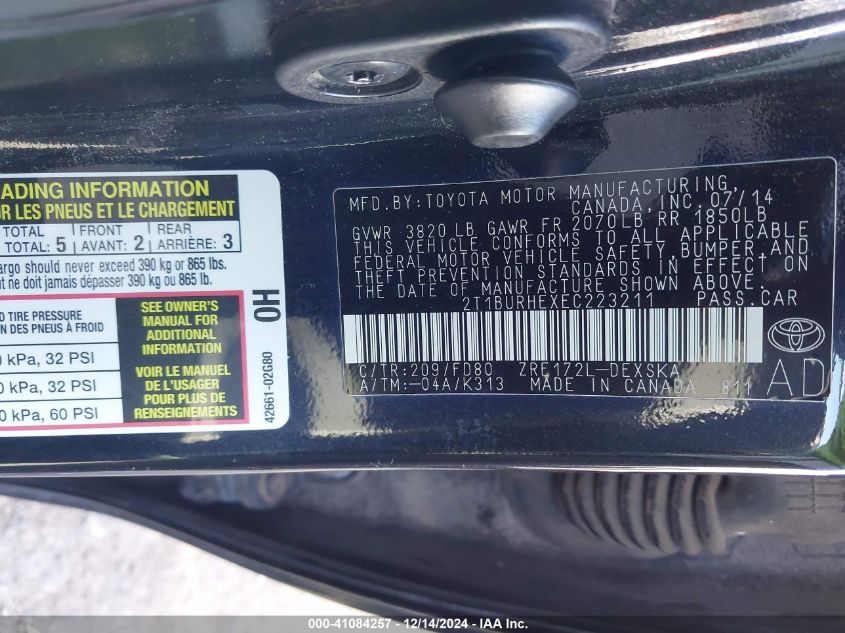 ADING INFORMATION
R LES PNEUS ET LE CHARGEMENT
TOTAL FRONT REAR
TOTAL: 5 AVANT: 2 ARRIÈRE: 3
argo should never exceed 390 kg or 865 lbs.
nt ne doit jamais dépasser 390 kg ou 865 lb.
D TIRE PRESSURE
ON DES PNEUS À FROID
0 kPa, 32 PSI
0 kPa, 32 PSI
0 kPa, 60 PSI
SEE OWNER'S
MANUAL FOR
ADDITIONAL
INFORMATION
VOIR LE MANUEL
DE L'USAGER
POUR PLUS DE
RENSEIGNEMENTS
42661-02G80 0H
MFD. BY: TOYOTA MOTOR MANUFACTURING,
CANADA, INC. 07/14
GVWR 3820 LB GAWR FR 2070LB, RR 1850LB
THIS VEHICLE CONFORMS TO ALL APPLICABLE
FEDERAL MOTOR VEHICLE SAFETY, BUMPER, AND
THEFT PREVENTION STANDARDS IN EFFECT ON
THE DATE OF MANUFACTURE SHOWN ABOVE.
2T1BURHEXEC223211 PASS. CAR
C/TR: 209/FD80 ZRE172L-DEXSKA
A/TM: -04A/K313 MADE IN CANADA 811
TOYOTA
AD
000-41084257 - 12/14/2024 - IAAI.COM